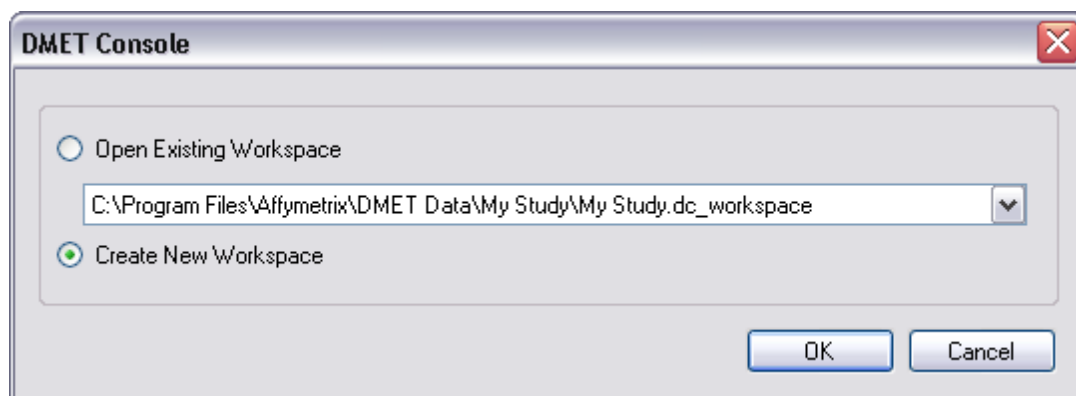 DMET Console
Open Existing Workspace
C:\Program Files\Affymetrix\DMET Data\My Study\My Study.dc_workspace
Create New Workspace
OK
Cancel